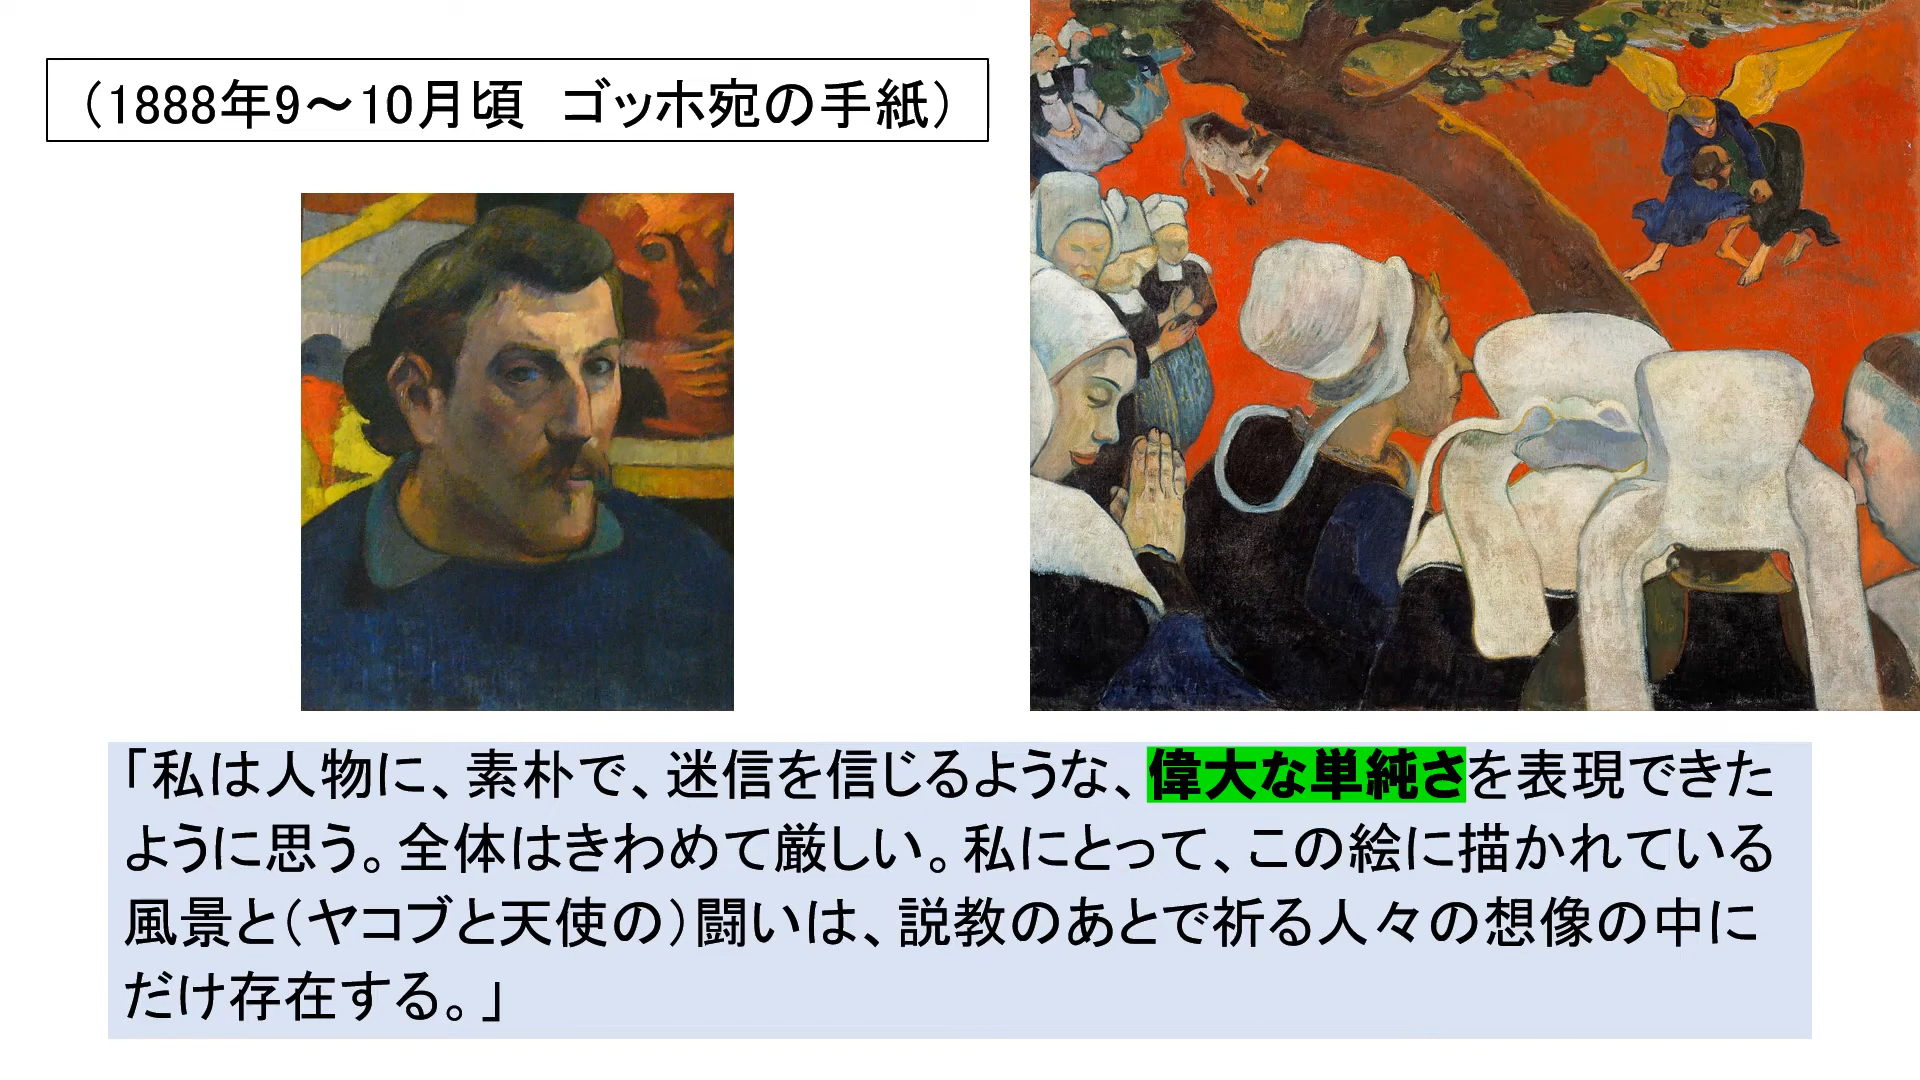 （1888年9～10月頃　ゴッホ宛の手紙）
「私は人物に、素朴で、迷信を信じるような、偉大な単純さを表現できた
ように思う。全体はきわめて厳しい。私にとって、この絵に描かれている
風景と（ヤコブと天使の）闘いは、説教のあとで祈る人々の想像の中に
だけ存在する。」